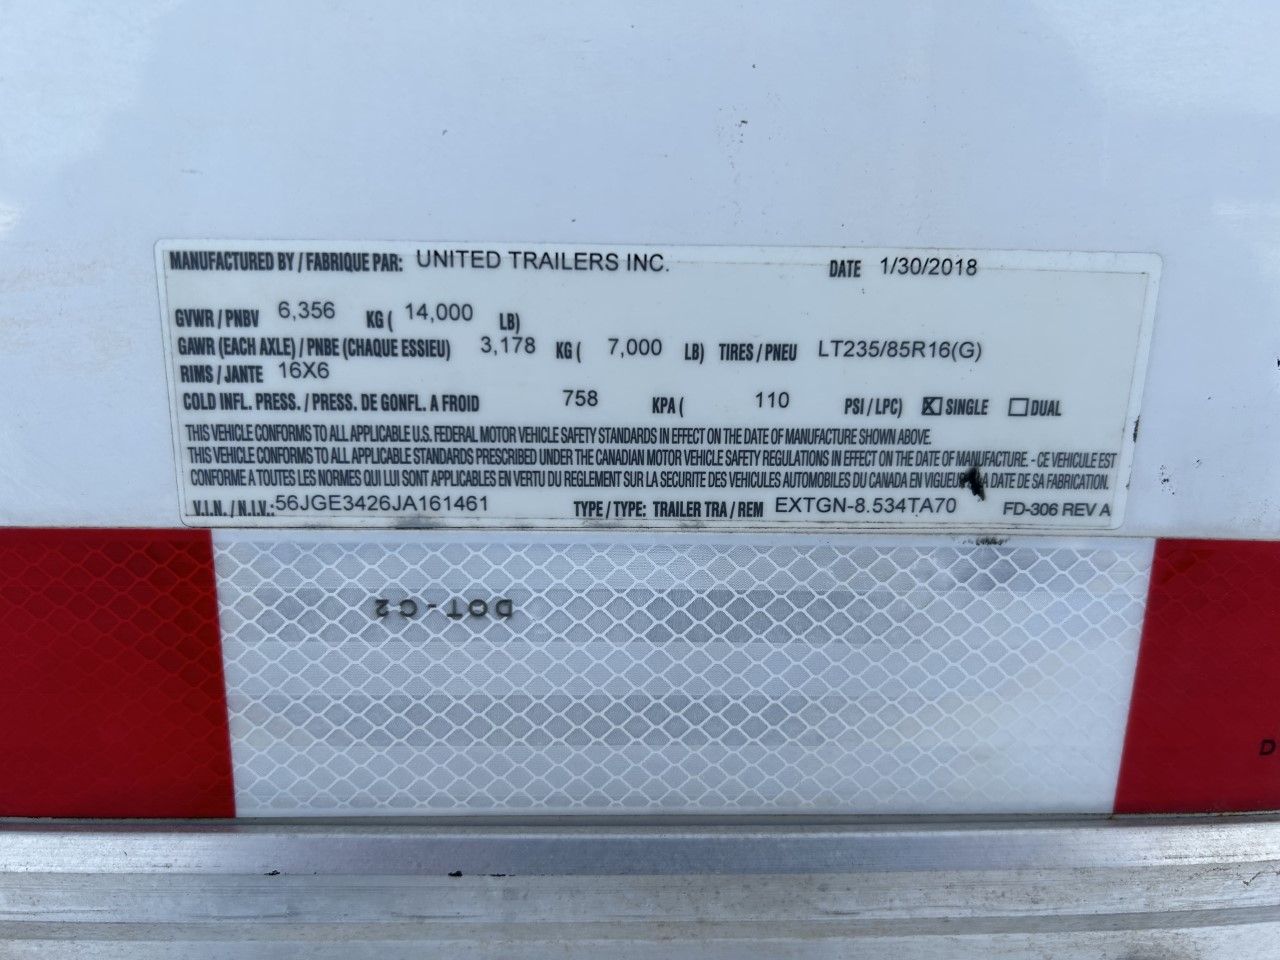 MANUFACTURED BY / FABRIQUE PAR: UNITED TRAILERS INC. DATE 1/30/2018
GVWR / PNBV 6,356 KG ( 14,000 LB)
GAWR (EACH AXLE) / PNBE (CHAQUE ESSIEU) 3,178 KG ( 7,000 LB) TIRES / PNEU LT235/85R16(G)
RIMS / JANTE 16X6
COLD INFL. PRESS. / PRESS. DE GONFL. A FROID 758 KPA ( 110 PSI / LPC) ☒ SINGLE ☐ DUAL
THIS VEHICLE CONFORMS TO ALL APPLICABLE U.S. FEDERAL MOTOR VEHICLE SAFETY STANDARDS IN EFFECT ON THE DATE OF MANUFACTURE SHOWN ABOVE.
THIS VEHICLE CONFORMS TO ALL APPLICABLE STANDARDS PRESCRIBED UNDER THE CANADIAN MOTOR VEHICLE SAFETY REGULATIONS IN EFFECT ON THE DATE OF MANUFACTURE. - CE VEHICULE EST
CONFORME A TOUTES LES NORMES QUI LUI SONT APPLICABLES EN VERTU DU REGLEMENT SUR LA SECURITE DES VEHICULES AUTOMOBILES DU CANADA EN VIGUEUR A LA DATE DE SA FABRICATION.
V.I.N. / N.I.V.: 56JGE3426JA161461 TYPE / TYPE: TRAILER TRA / REM EXTGN-8.534TA70 FD-306 REV A
DOT-C2
D